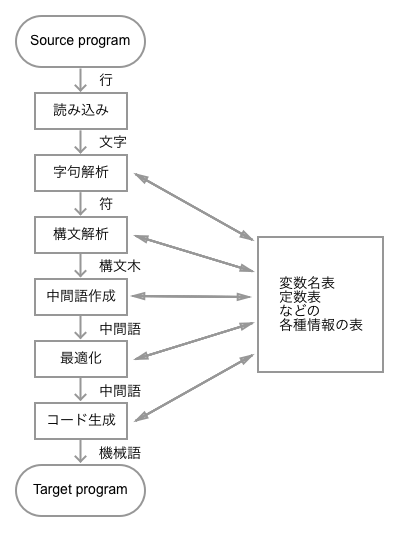 Source program
行
読み込み
文字
字句解析
符
構文解析
構文木
中間語作成
中間語
最適化
中間語
コード生成
機械語
Target program
変数名表
定数表
などの
各種情報の表